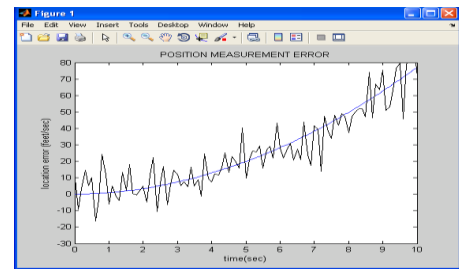 Figure 1
File Edit View Insert Tools Desktop Window Help
POSITION MEASUREMENT ERROR
location error (feet/sec)
80
70
60
50
40
30
20
10
0
-10
-20
-30
0 1 2 3 4 5 6 7 8 9 10
time(sec)